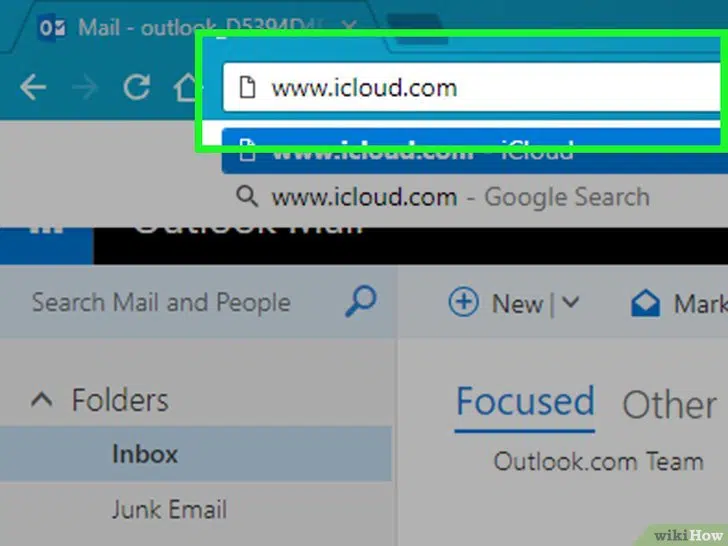 Mail - outlook_D5394D4
www.icloud.com
www.icloud.com - iCloud
www.icloud.com - Google Search
Outlook Mail
Search Mail and People
New
Mark
Folders
Focused Other
Inbox
Outlook.com Team
Junk Email
wikiHow